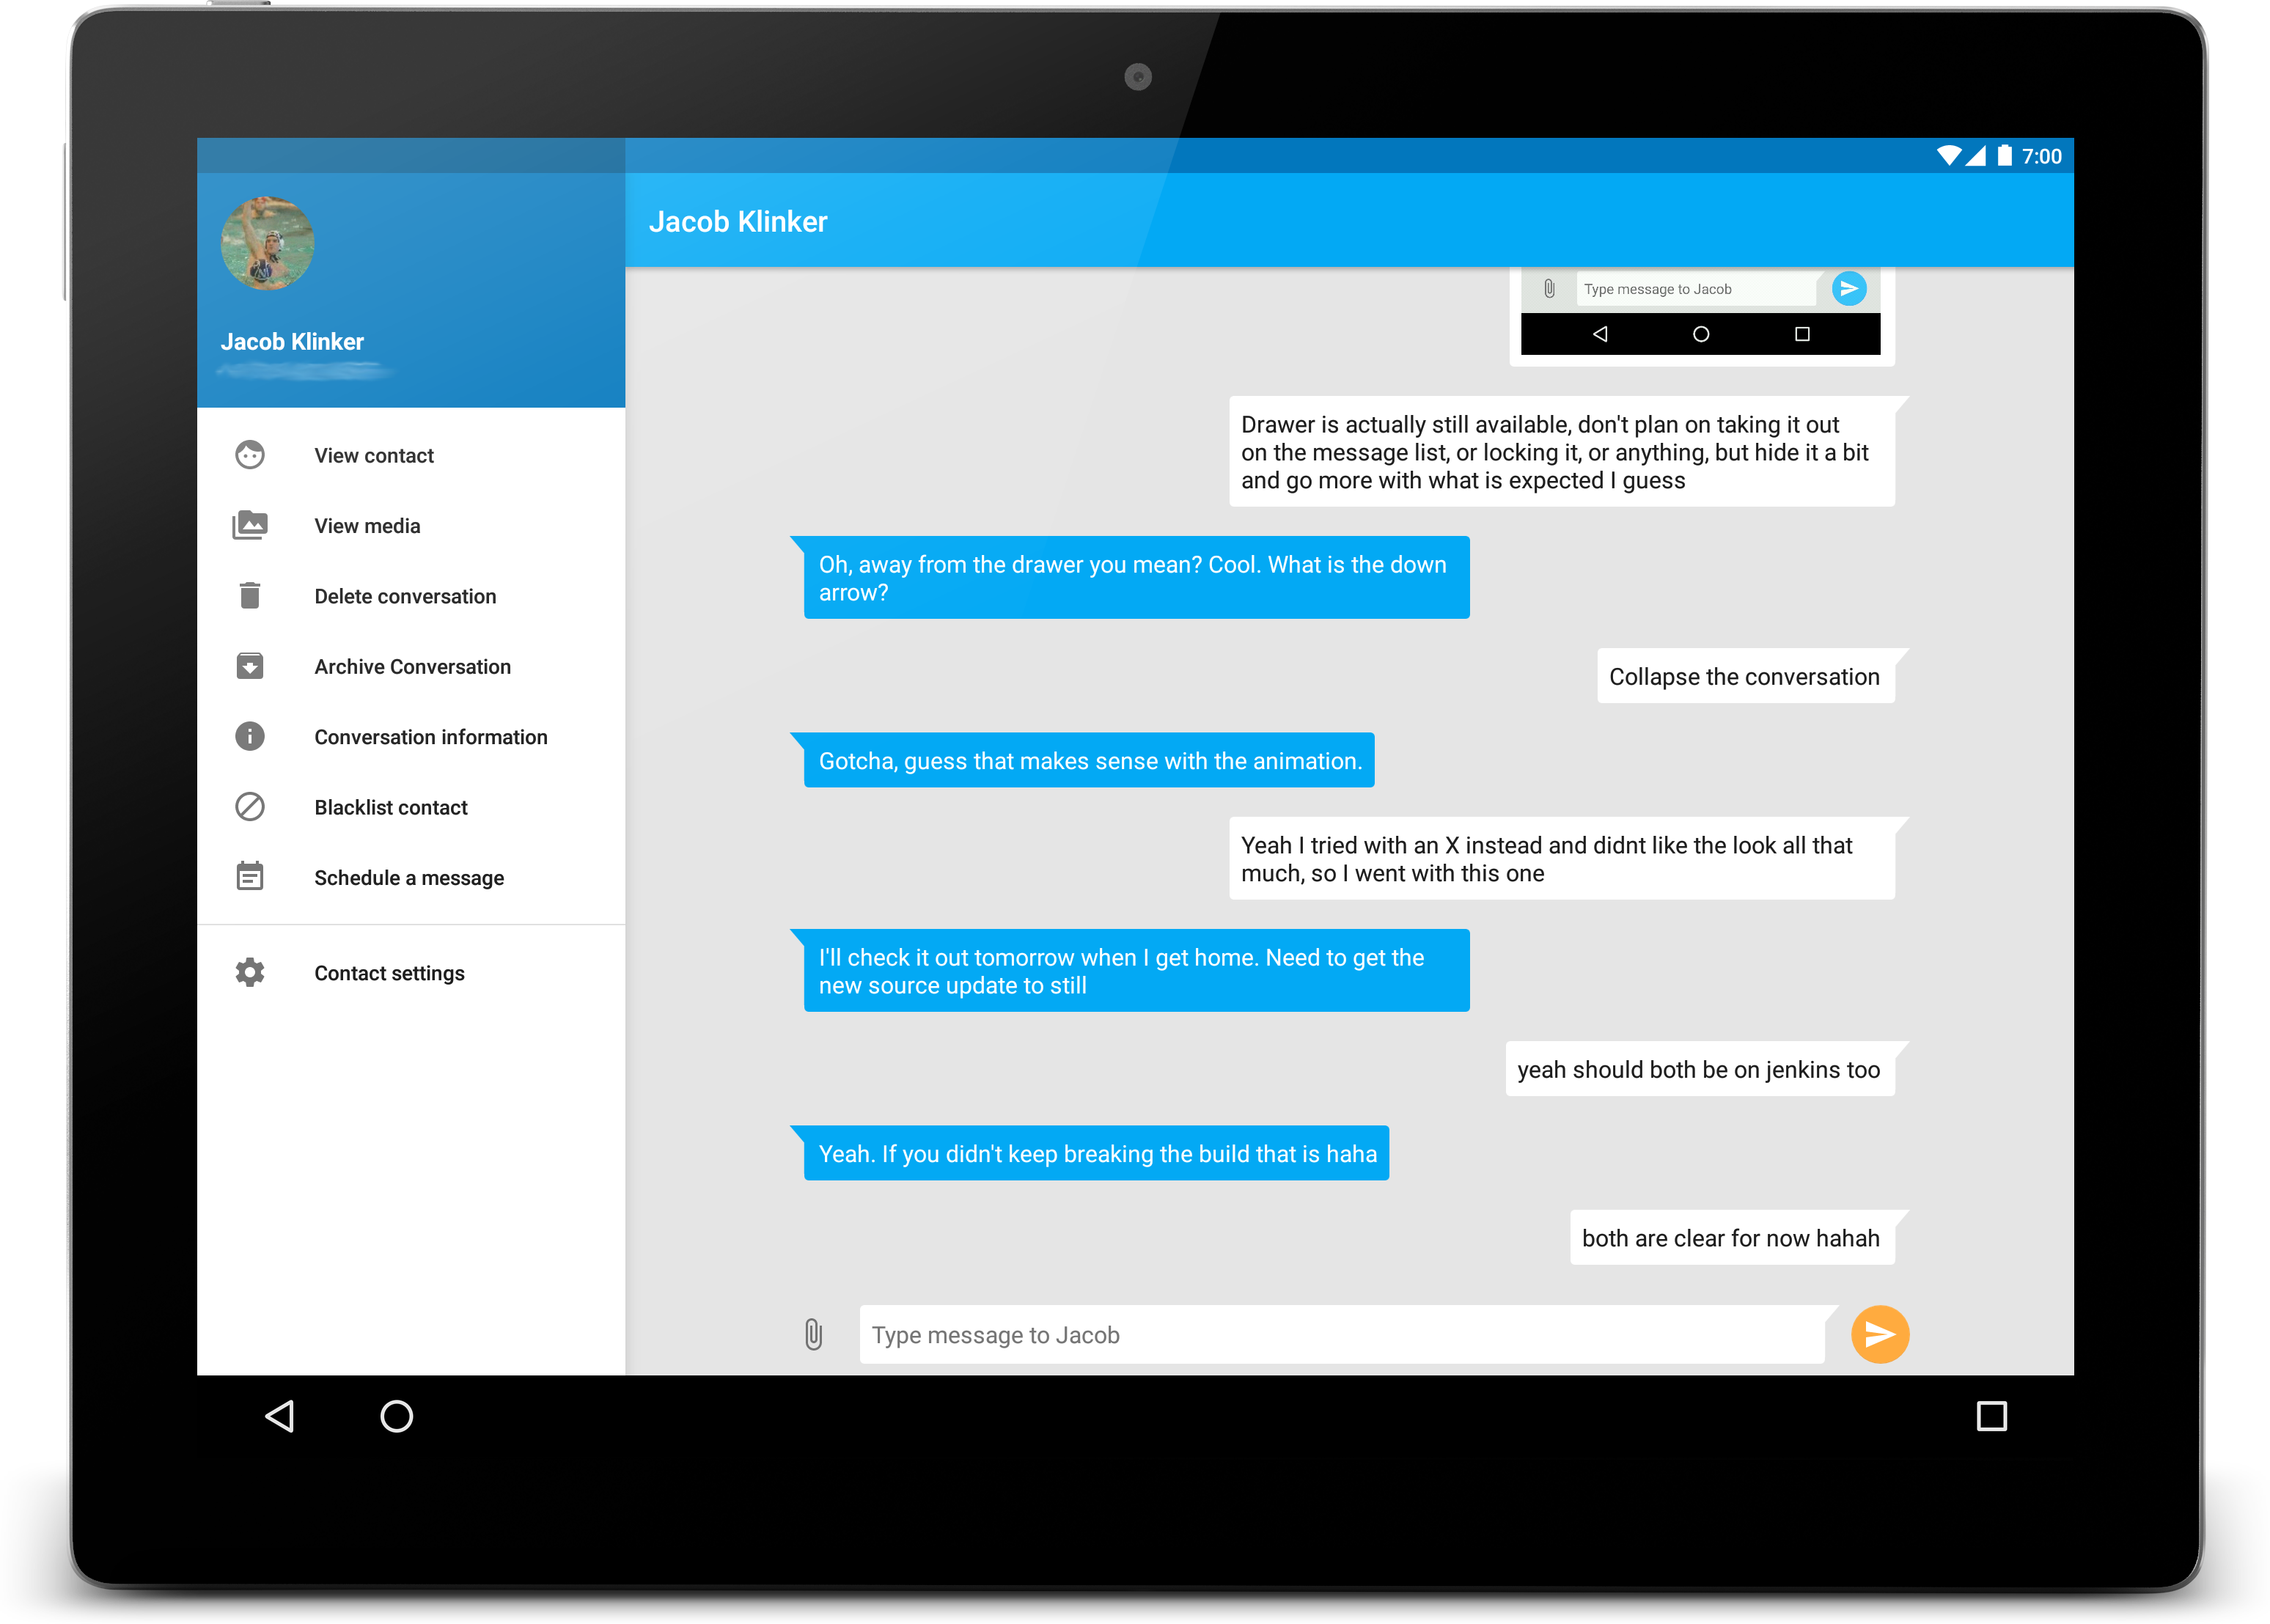 7:00
Jacob Klinker
Jacob Klinker
View contact
View media
Delete conversation
Archive Conversation
Conversation information
Blacklist contact
Schedule a message
Contact settings
Type message to Jacob
Drawer is actually still available, don't plan on taking it out
on the message list, or locking it, or anything, but hide it a bit
and go more with what is expected I guess
Oh, away from the drawer you mean? Cool. What is the down
arrow?
Collapse the conversation
Gotcha, guess that makes sense with the animation.
Yeah I tried with an X instead and didnt like the look all that
much, so I went with this one
I'll check it out tomorrow when I get home. Need to get the
new source update to still
yeah should both be on jenkins too
Yeah. If you didn't keep breaking the build that is haha
both are clear for now hahah
Type message to Jacob